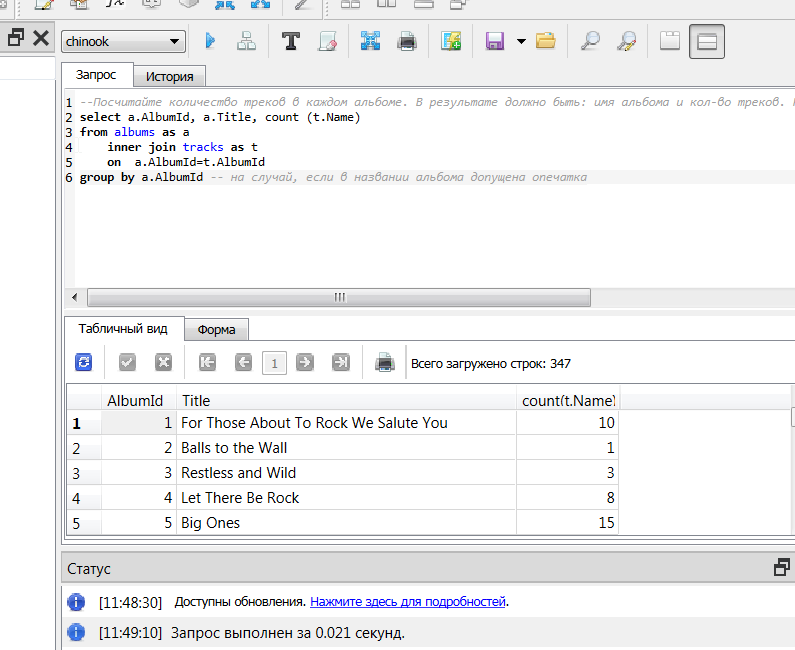 chinook
Запрос История
1 --Посчитайте количество треков в каждом альбоме. В результате должно быть: имя альбома и кол-во треков.
2 select a.AlbumId, a.Title, count (t.Name)
3 from albums as a
4 inner join tracks as t
5 on a.AlbumId=t.AlbumId
6 group by a.AlbumId -- на случай, если в названии альбома допущена опечатка
Табличный вид Форма
1 Всего загружено строк: 347
AlbumId Title count(t.Name)
1 1 For Those About To Rock We Salute You 10
2 2 Balls to the Wall 1
3 3 Restless and Wild 3
4 4 Let There Be Rock 8
5 5 Big Ones 15
Статус
[11:48:30] Доступны обновления. Нажмите здесь для подробностей.
[11:49:10] Запрос выполнен за 0.021 секунд.